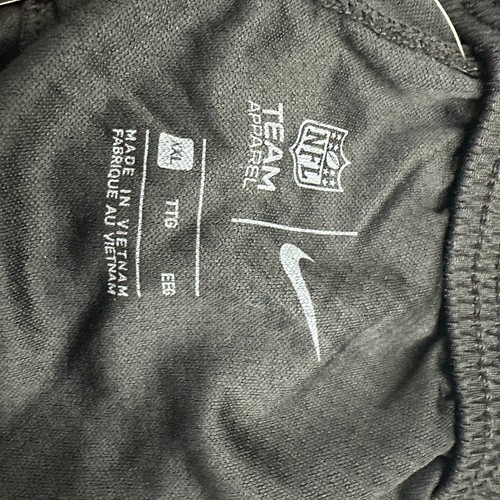 NFL
TEAM
APPAREL
XXL TTG EEG
MADE IN VIETNAM
FABRIQUÉ AU VIETNAM